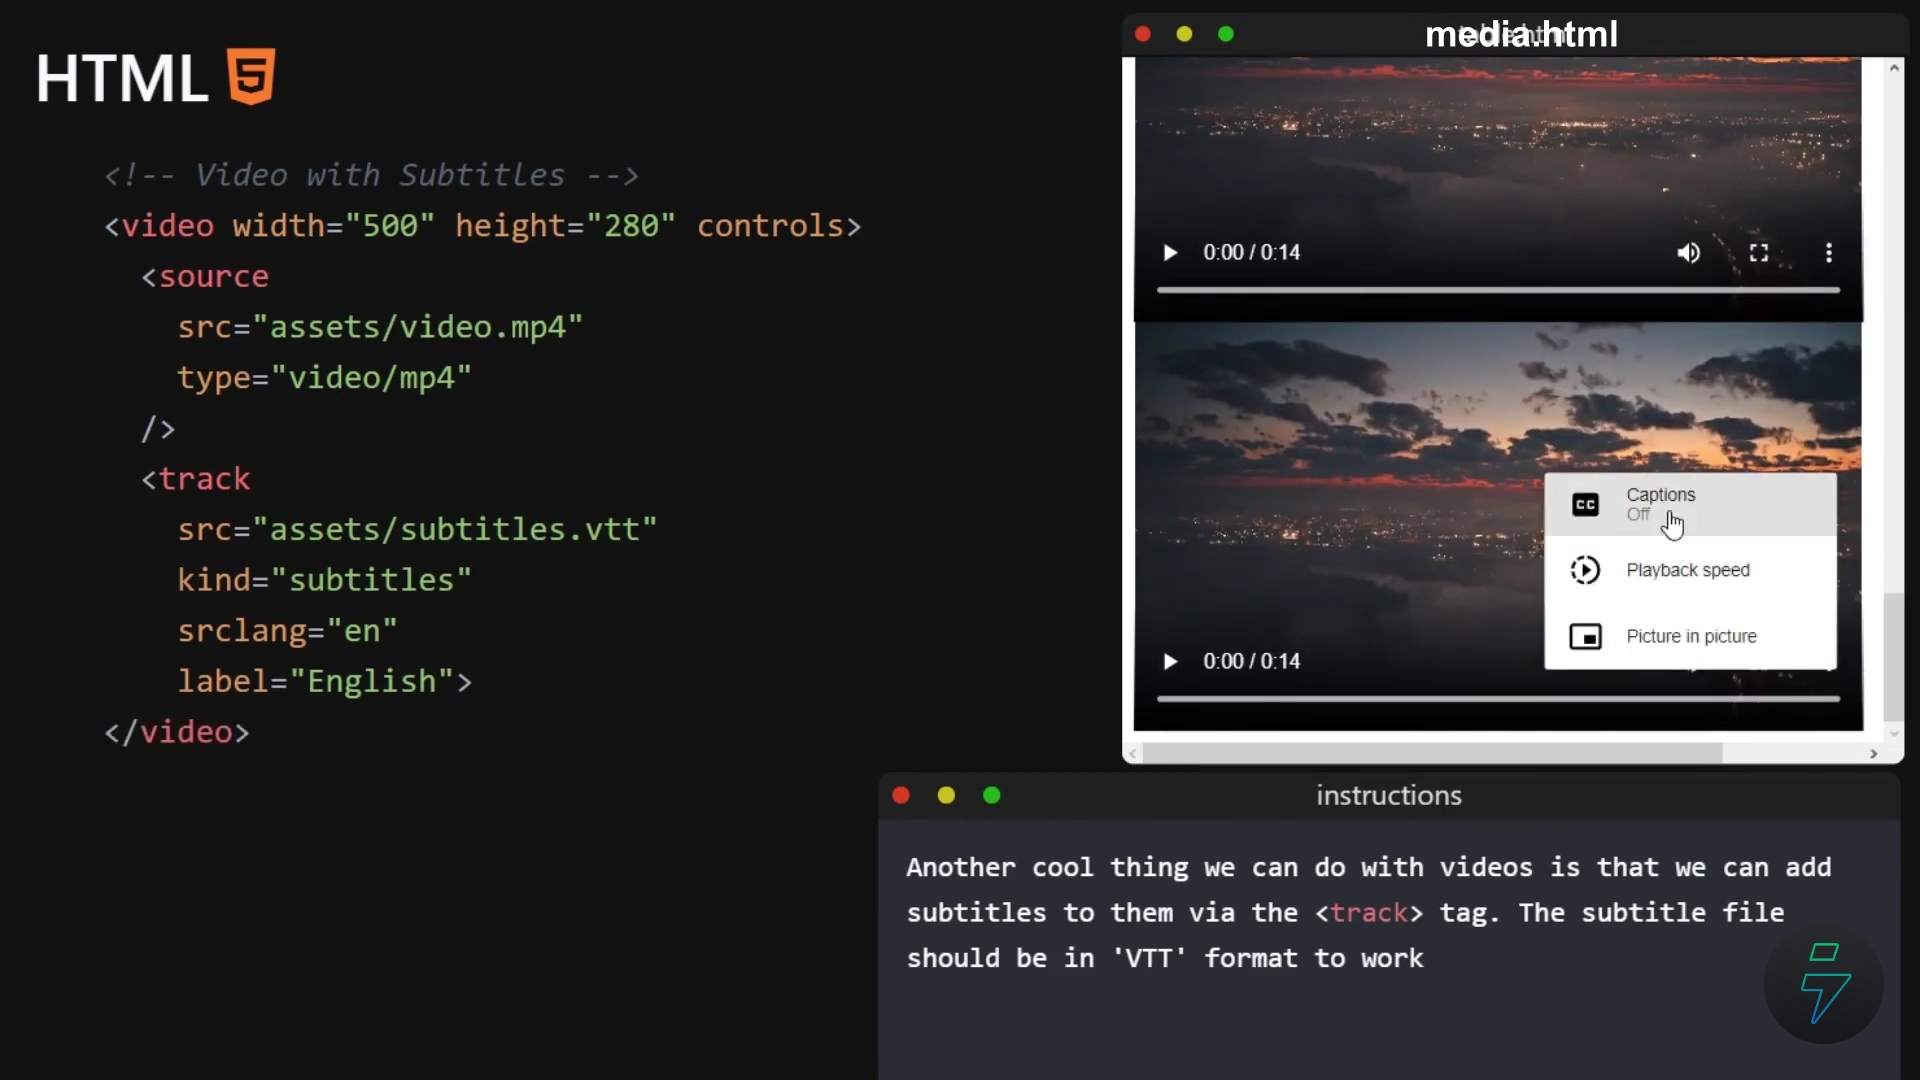 HTML 5
<!-- Video with Subtitles -->
<video width="500" height="280" controls>
<source
src="assets/video.mp4"
type="video/mp4"
/>
<track
src="assets/subtitles.vtt"
kind="subtitles"
srclang="en"
label="English">
</video>
media.html
0:00 / 0:14
Captions
Off
Playback speed
Picture in picture
0:00 / 0:14
instructions
Another cool thing we can do with videos is that we can add
subtitles to them via the <track> tag. The subtitle file
should be in 'VTT' format to work